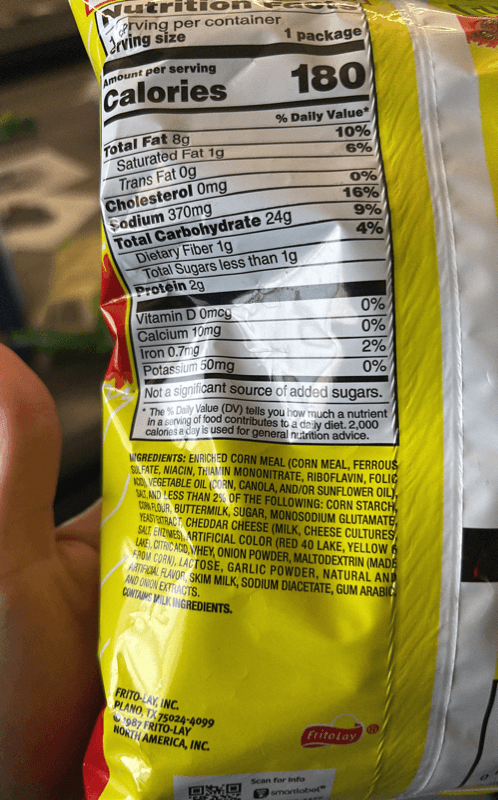 Nutrition Facts
serving per container
Serving size 1 package
Amount per serving
Calories 180
% Daily Value*
Total Fat 8g 10%
Saturated Fat 1g 6%
Trans Fat 0g
Cholesterol 0mg 0%
Sodium 370mg 16%
Total Carbohydrate 24g 9%
Dietary Fiber 1g 4%
Total Sugars less than 1g
Protein 2g
Vitamin D 0mcg 0%
Calcium 10mg 0%
Iron 0.7mg 2%
Potassium 50mg 0%
Not a significant source of added sugars.
* The % Daily Value (DV) tells you how much a nutrient
in a serving of food contributes to a daily diet. 2,000
calories a day is used for general nutrition advice.
INGREDIENTS: ENRICHED CORN MEAL (CORN MEAL, FERROUS
SULFATE, NIACIN, THIAMIN MONONITRATE, RIBOFLAVIN, FOLIC
ACID), VEGETABLE OIL (CORN, CANOLA, AND/OR SUNFLOWER OIL),
SALT, AND LESS THAN 2% OF THE FOLLOWING: CORN STARCH,
CORN FLOUR, BUTTERMILK, SUGAR, MONOSODIUM GLUTAMATE,
YEAST EXTRACT, CHEDDAR CHEESE (MILK, CHEESE CULTURES,
SALT, ENZYMES), ARTIFICIAL COLOR (RED 40 LAKE, YELLOW 6
LAKE), CITRIC ACID, WHEY, ONION POWDER, MALTODEXTRIN (MADE
FROM CORN), LACTOSE, GARLIC POWDER, NATURAL AND
ARTIFICIAL FLAVOR, SKIM MILK, SODIUM DIACETATE, GUM ARABIC,
AND ONION EXTRACTS.
CONTAINS MILK INGREDIENTS.
FRITO-LAY, INC.
PLANO, TX 75024-4099
© 1987 FRITO-LAY
NORTH AMERICA, INC.
FritoLay ®
Scan for info
smartlabel™